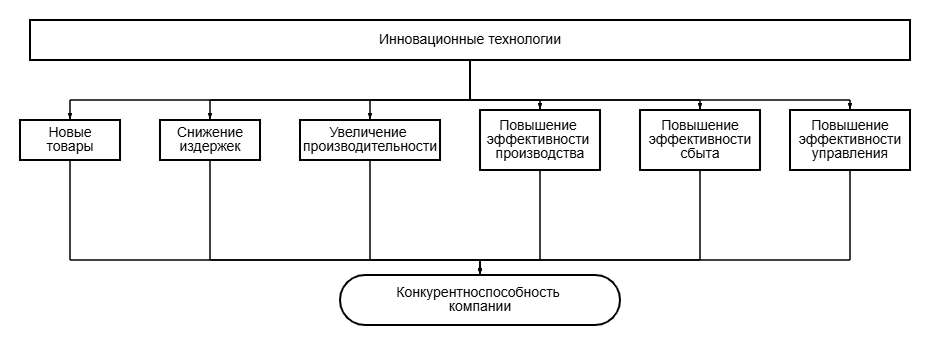 Инновационные технологии
Новые
товары
Снижение
издержек
Увеличение
производительности
Повышение
эффективности
производства
Повышение
эффективности
сбыта
Повышение
эффективности
управления
Конкурентноспособность
компании